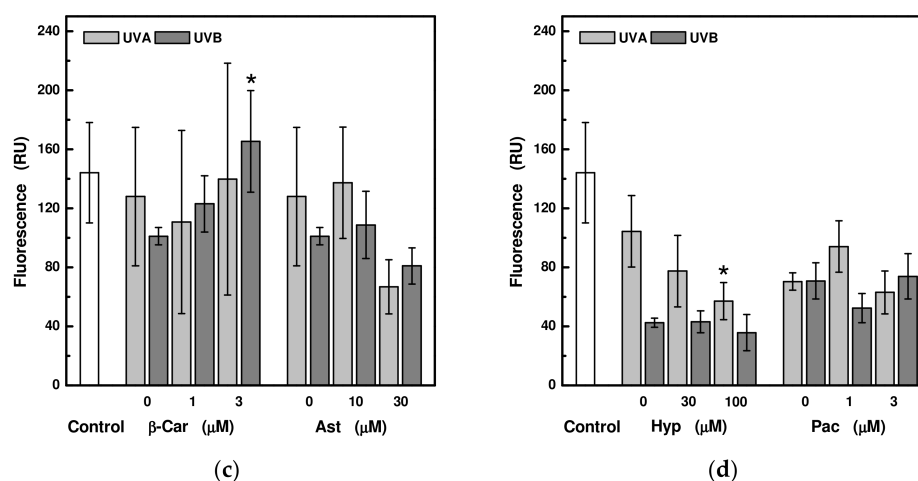 240
200
160
120
80
40
0
Fluorescence (RU)
UVA UVB
*
0 1 3 0 10 30
Control β-Car (μM) Ast (μM)
(c)
240
200
160
120
80
40
0
Fluorescence (RU)
UVA UVB
*
0 30 100 0 1 3
Control Hyp (μM) Pac (μM)
(d)